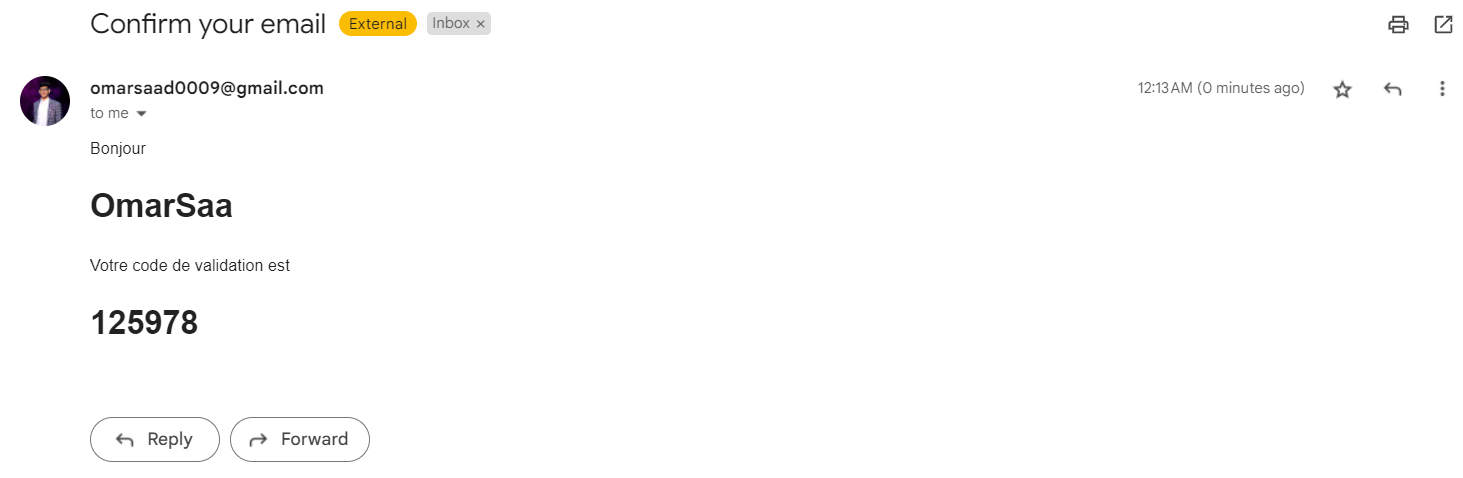 Confirm your email External Inbox ×
omarsaad0009@gmail.com 12:13 AM (0 minutes ago)
to me
Bonjour
OmarSaa
Votre code de validation est
125978
Reply Forward